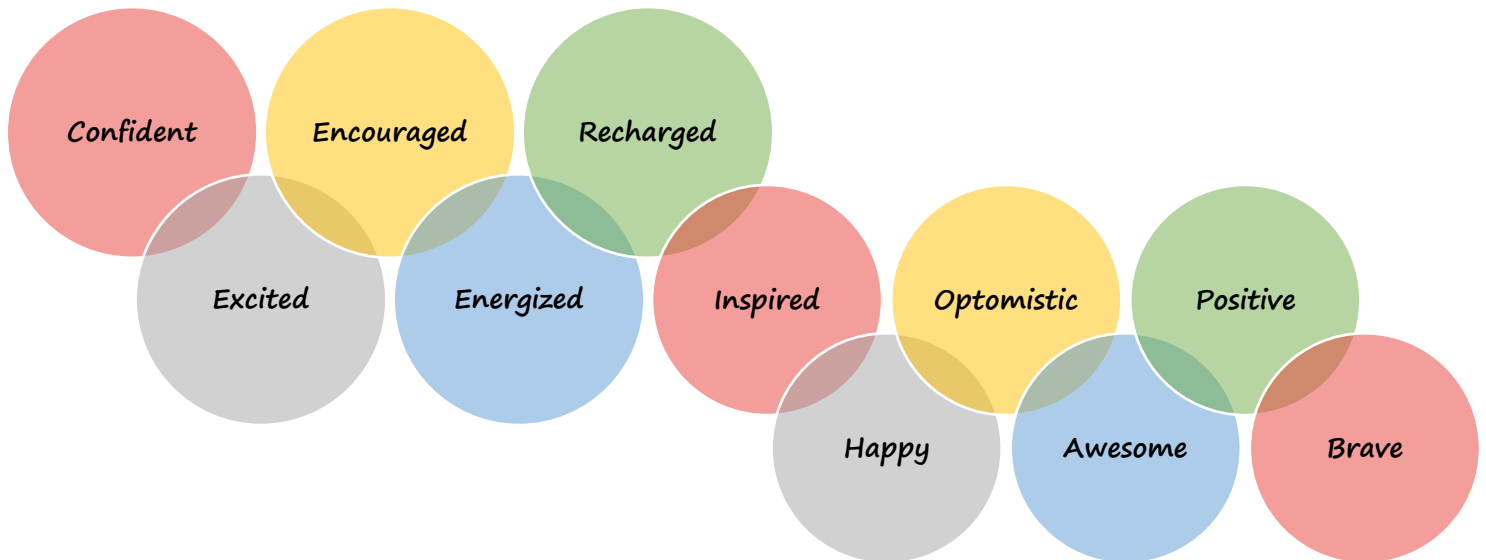 Confident
Encouraged
Recharged
Excited
Energized
Inspired
Optomistic
Positive
Happy
Awesome
Brave